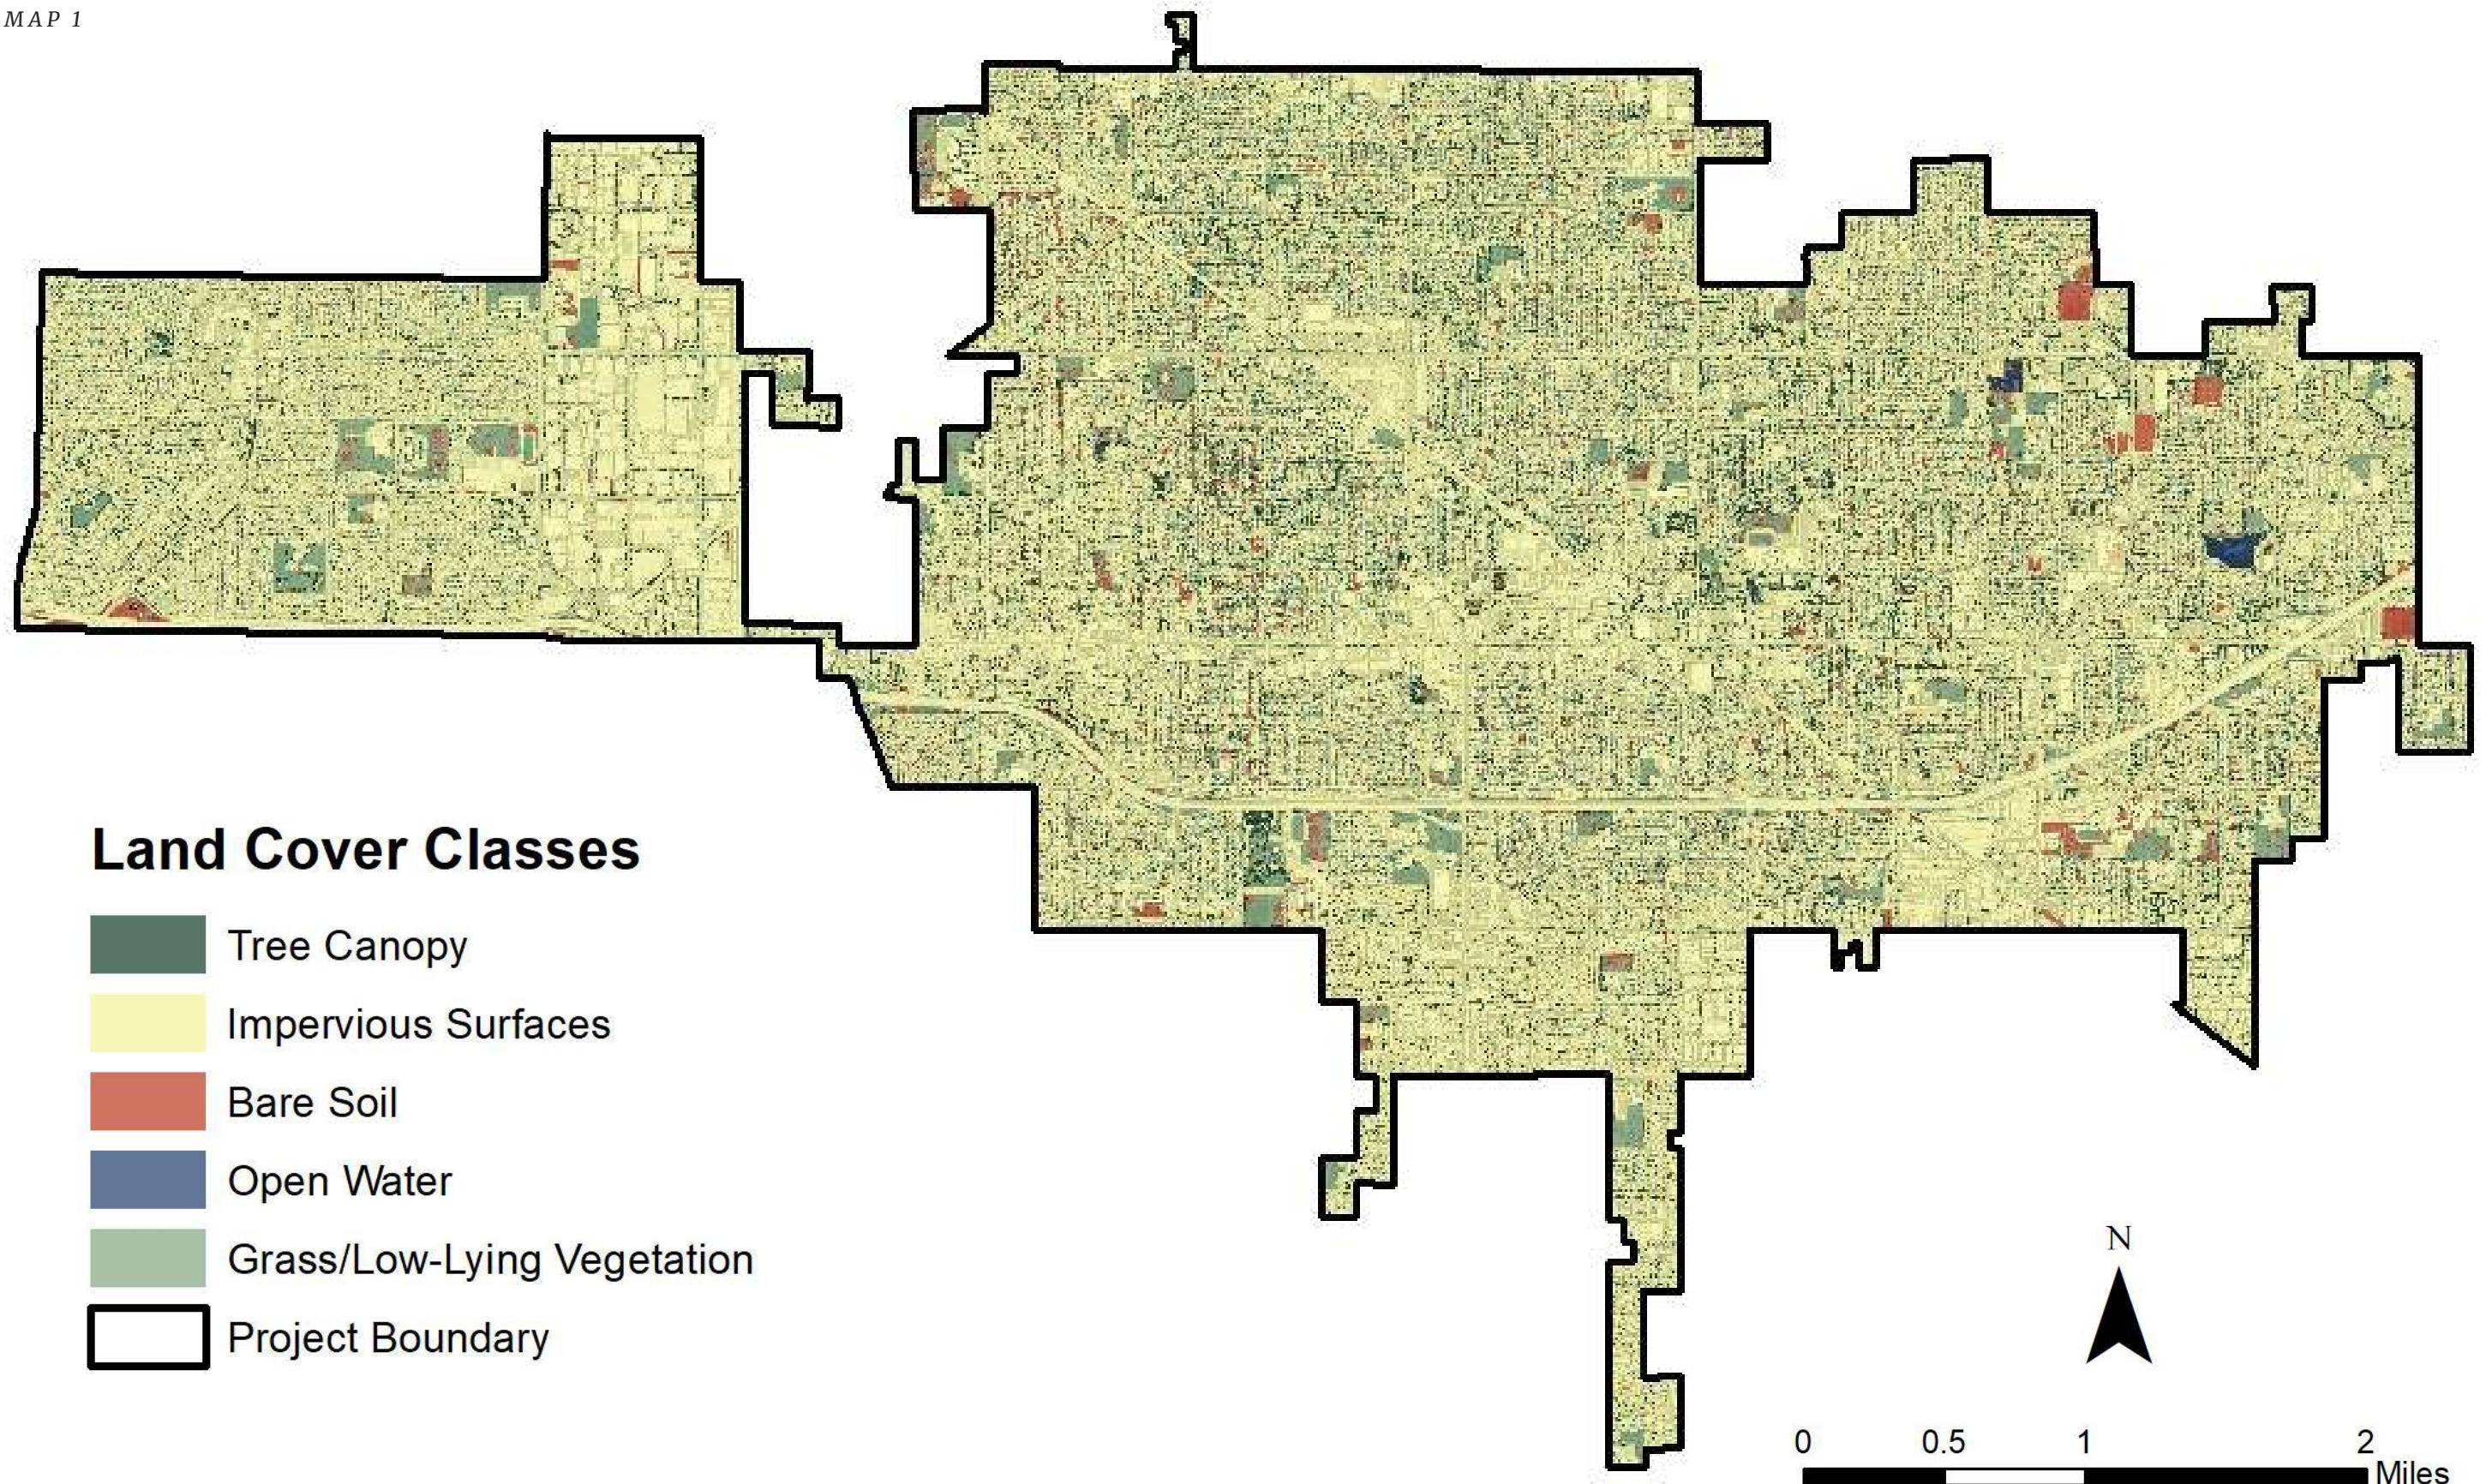 MAP 1
Land Cover Classes
Tree Canopy
Impervious Surfaces
Bare Soil
Open Water
Grass/Low-Lying Vegetation
Project Boundary
N
0 0.5 1 2
Miles